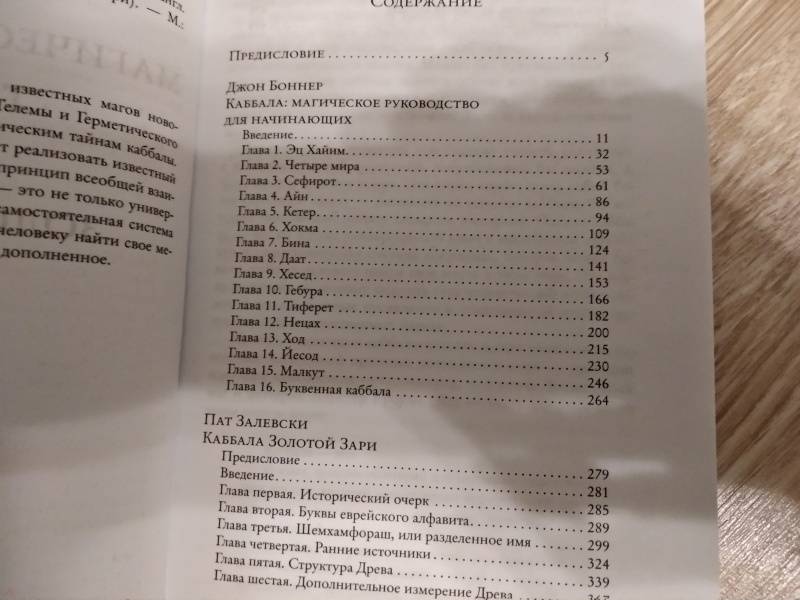 нгл.
ри). — М.:
известных магов ново-
Телемы и Герметического
ическим тайнам каббалы.
т реализовать известный
принцип всеобщей взаи-
— это не только универ-
самостоятельная система
человеку найти свое ме-
дополненное.
Содержание
Предисловие . . . . . . . . . . 5
Джон Боннер
Каббала: магическое руководство
для начинающих
Введение. . . . . . . . . . 11
Глава 1. Эц Хайим. . . . . . . . . . 32
Глава 2. Четыре мира . . . . . . . . . . 53
Глава 3. Сефирот. . . . . . . . . . 61
Глава 4. Айн . . . . . . . . . . 86
Глава 5. Кетер. . . . . . . . . . 94
Глава 6. Хокма . . . . . . . . . . 109
Глава 7. Бина . . . . . . . . . . 124
Глава 8. Даат . . . . . . . . . . 141
Глава 9. Хесед. . . . . . . . . . 153
Глава 10. Гебура . . . . . . . . . . 166
Глава 11. Тиферет . . . . . . . . . . 182
Глава 12. Нецах . . . . . . . . . . 200
Глава 13. Ход . . . . . . . . . . 215
Глава 14. Йесод . . . . . . . . . . 230
Глава 15. Малкут . . . . . . . . . . 246
Глава 16. Буквенная каббала . . . . . . . . . . 264
Пат Залевски
Каббала Золотой Зари
Предисловие . . . . . . . . . . 279
Введение. . . . . . . . . . 281
Глава первая. Исторический очерк . . . . . . . . . . 285
Глава вторая. Буквы еврейского алфавита. . . . . . . . . . 289
Глава третья. Шемхамфораш, или разделенное имя . . . . . . . . . . 299
Глава четвертая. Ранние источники . . . . . . . . . . 324
Глава пятая. Структура Древа . . . . . . . . . . 339
Глава шестая. Дополнительное измерение Древа . . . . . . . . . . 367